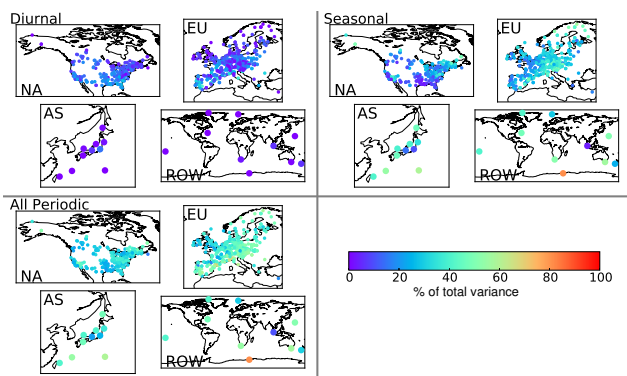 Diurnal
NA
EU
AS
ROW
Seasonal
NA
EU
AS
ROW
All Periodic
NA
EU
AS
ROW
0 20 40 60 80 100
% of total variance